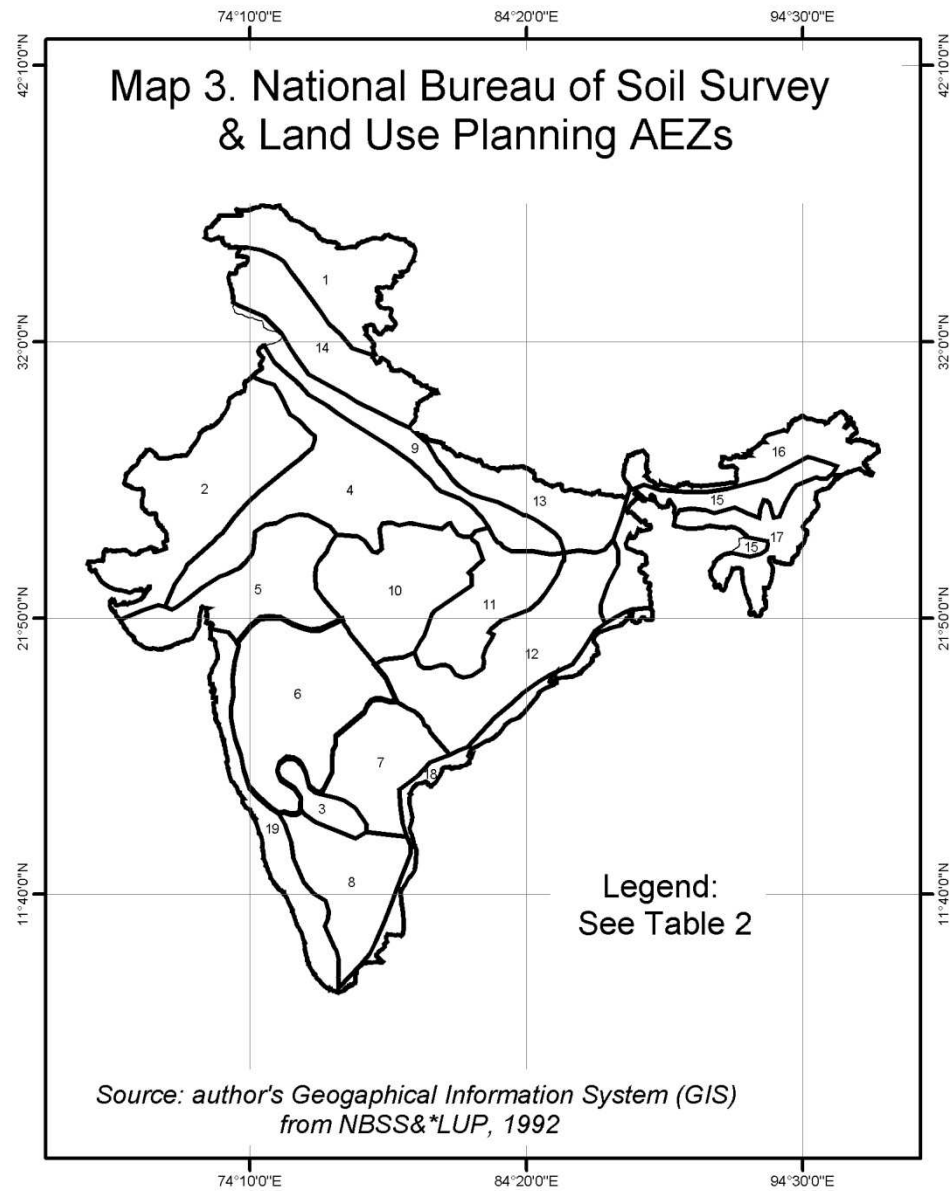 74°10'0"E 84°20'0"E 94°30'0"E
42°10'0"N 42°10'0"N
Map 3. National Bureau of Soil Survey
& Land Use Planning AEZs
1
32°0'0"N 14 32°0'0"N
9
16
2 4 13 15
17
15
5 10 11
21°50'0"N 21°50'0"N
12
6
7
18
3
19
8
11°40'0"N 11°40'0"N
Legend:
See Table 2
Source: author's Geogaphical Information System (GIS)
from NBSS&*LUP, 1992
74°10'0"E 84°20'0"E 94°30'0"E